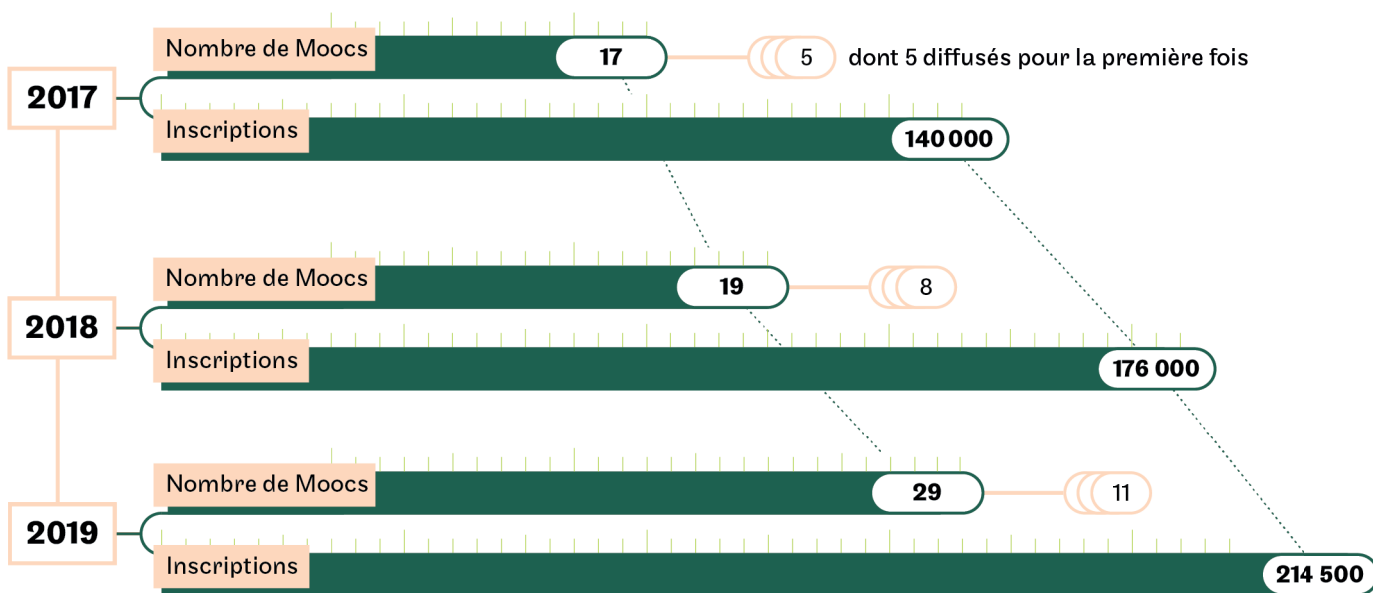 2017
Nombre de Moocs
17
5
dont 5 diffusés pour la première fois
Inscriptions
140 000
2018
Nombre de Moocs
19
8
Inscriptions
176 000
2019
Nombre de Moocs
29
11
Inscriptions
214 500